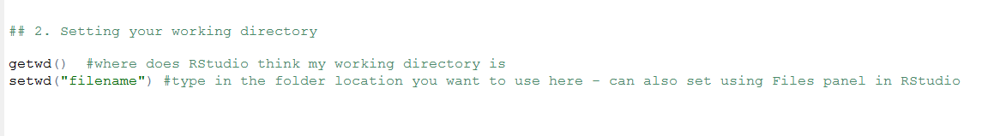 ## 2. Setting your working directory
getwd()  #where does RStudio think my working directory is
setwd("filename") #type in the folder location you want to use here - can also set using Files panel in RStudio